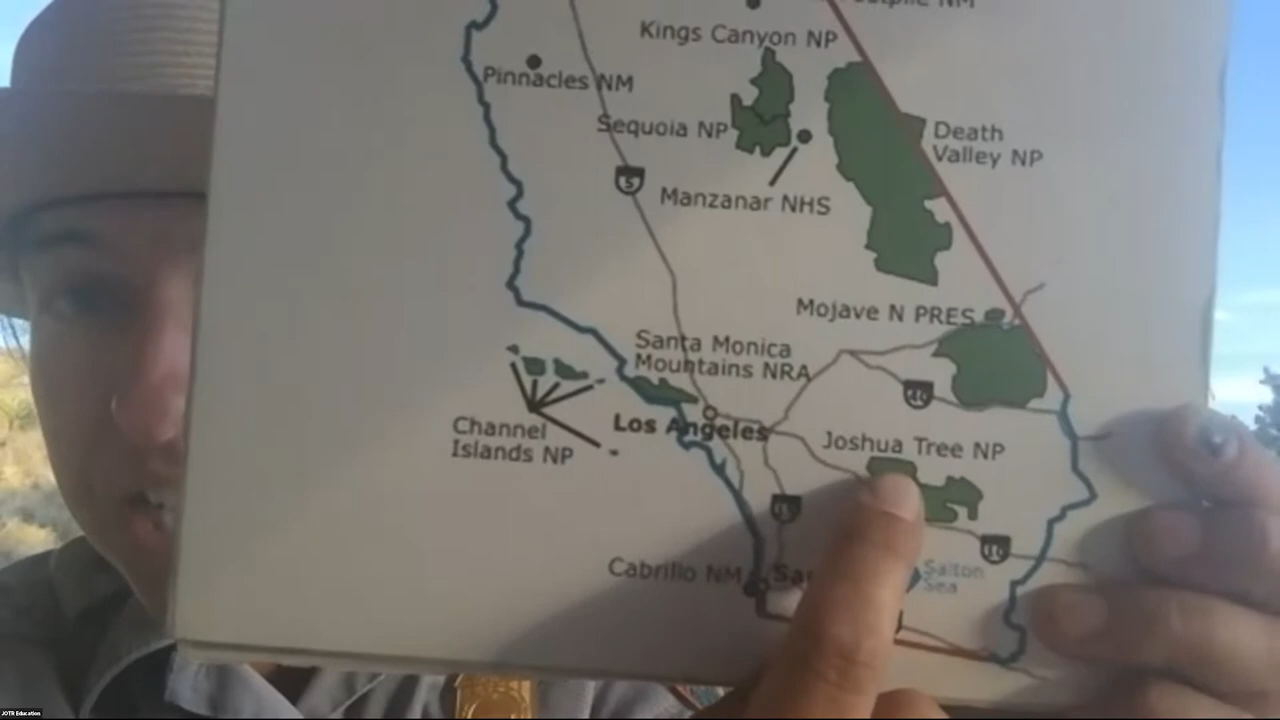 Kings Canyon NP
Pinnacles NM
Sequoia NP
Death
Valley NP
5
Manzanar NHS
Mojave N PRES
Santa Monica
Mountains NRA
40
Channel
Islands NP
Los Angeles
Joshua Tree NP
15
10
Cabrillo NM
Salton
Sea
JOTR Education